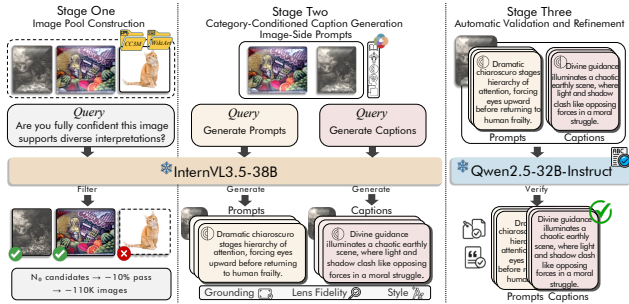 Stage One
Image Pool Construction
CC3M
WikiArt
Query
Are you fully confident this image
supports diverse interpretations?
Stage Two
Category-Conditioned Caption Generation
Image-Side Prompts
Query
Generate Prompts
Query
Generate Captions
Stage Three
Automatic Validation and Refinement
Dramatic
chiaroscuro stages
hierarchy of
attention, forcing
eyes upward before
returning to
human frailty.
Prompts
Divine guidance
illuminates a chaotic earthly
scene, where light
and shadow
clash like opposing
forces in a moral
struggle.
Captions
InternVL3.5-38B
ABC
Qwen2.5-32B-Instruct
Filter
Generate
Generate
Verify
N₀ candidates → ~10% pass
→ ~110K images
Prompts
Dramatic chiaroscuro
stages hierarchy of
attention, forcing eyes
upward before returning
to human frailty.
Captions
Divine guidance
illuminates a chaotic earthly
scene, where light and
shadow clash like opposing
forces in a moral struggle.
Grounding
Lens Fidelity
Style
Divine guidance
illuminates a
chaotic earthly
scene, where light
and shadow clash
like opposing
forces in a moral
struggle.
Prompts
Captions